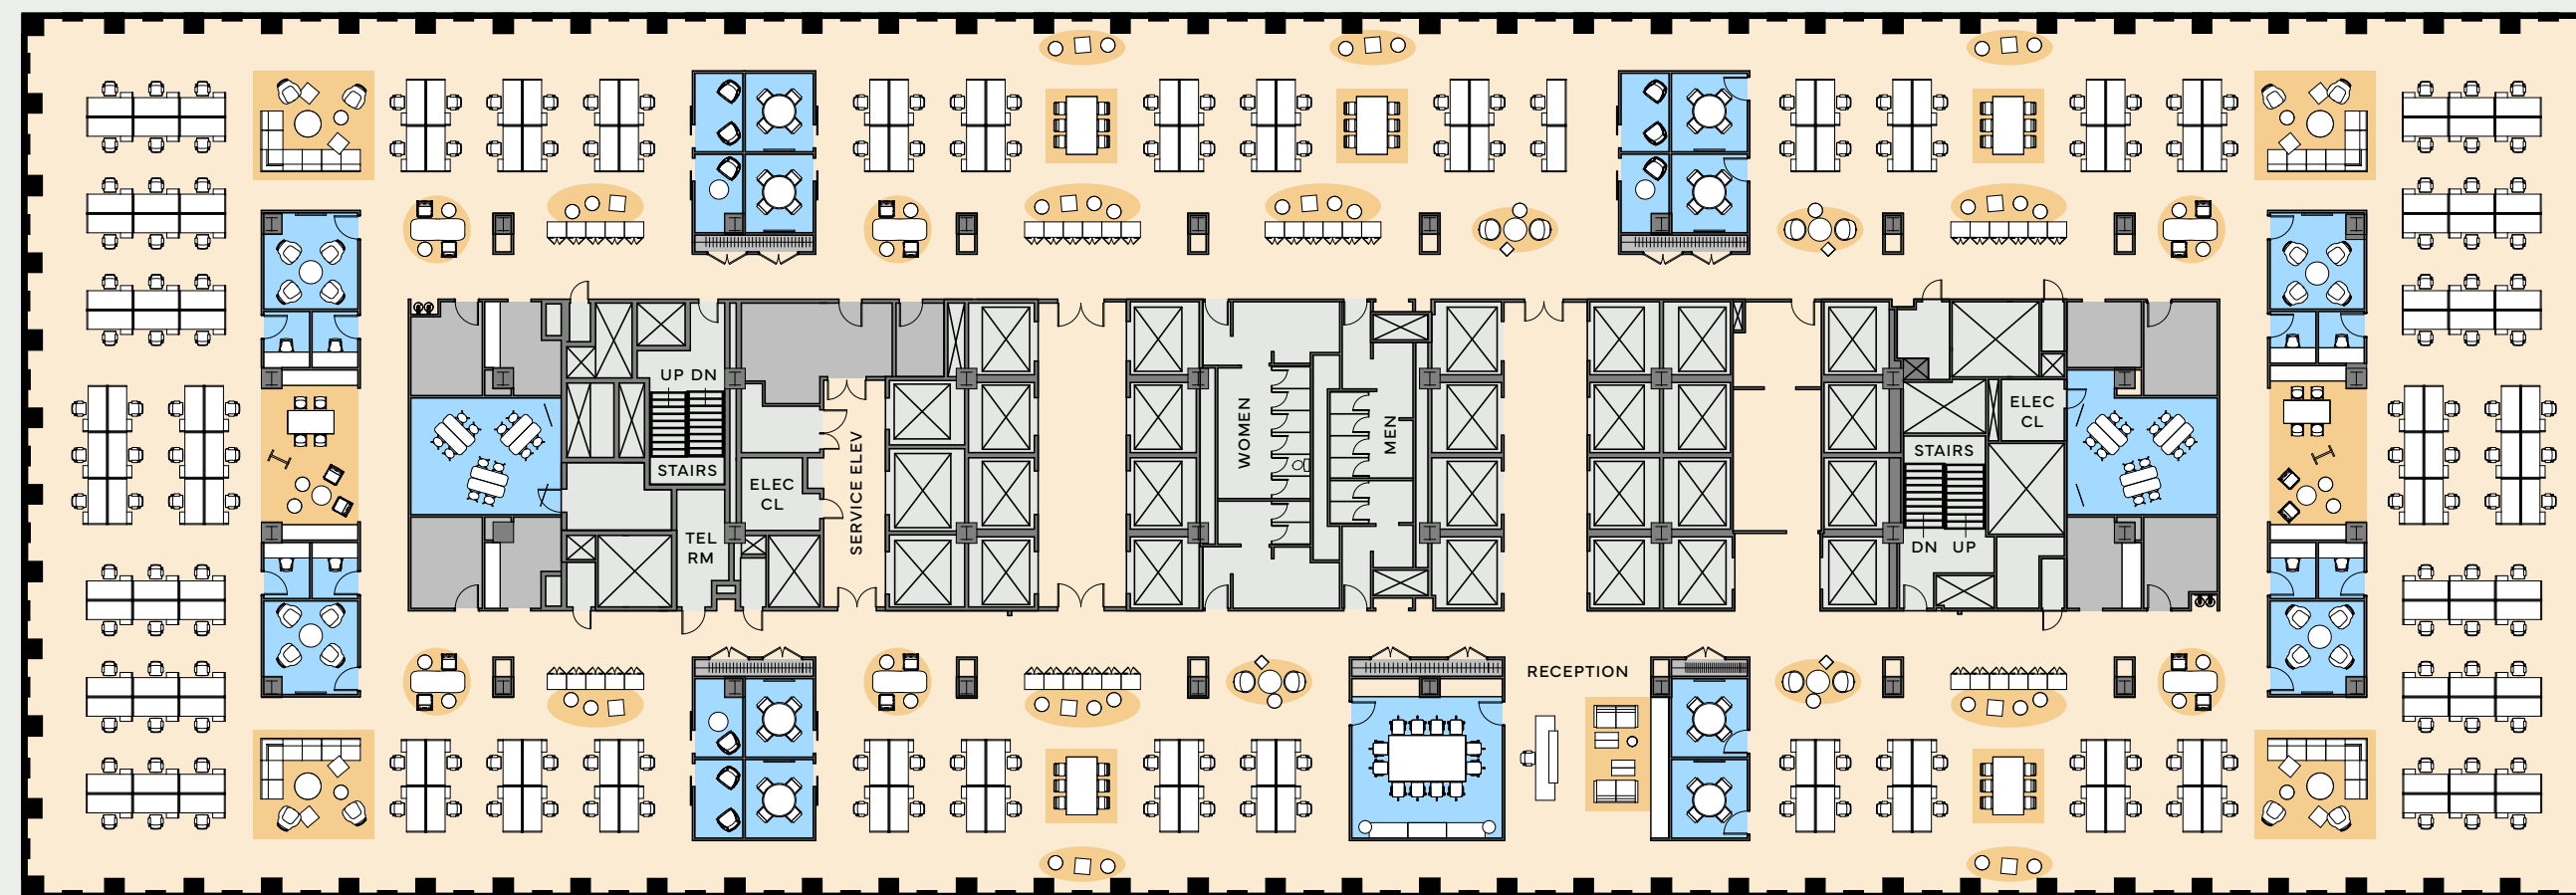 UP DN
STAIRS
ELEC
CL
TEL
RM
SERVICE ELEV
WOMEN
MEN
ELEC
CL
STAIRS
DN UP
RECEPTION